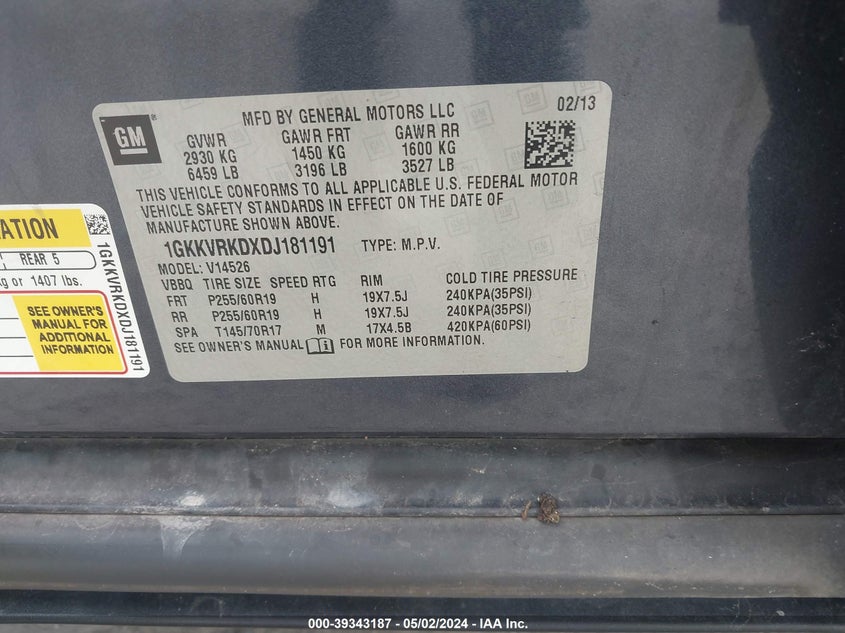 MFD BY GENERAL MOTORS LLC 02/13
GM
GVWR GAWR FRT GAWR RR
2930 KG 1450 KG 1600 KG
6459 LB 3196 LB 3527 LB
THIS VEHICLE CONFORMS TO ALL APPLICABLE U.S. FEDERAL MOTOR
VEHICLE SAFETY STANDARDS IN EFFECT ON THE DATE OF
MANUFACTURE SHOWN ABOVE.
1GKKVRKDXDJ181191 TYPE: M.P.V.
MODEL: V14526
VBBQ TIRE SIZE SPEED RTG RIM COLD TIRE PRESSURE
FRT P255/60R19 H 19X7.5J 240KPA(35PSI)
RR P255/60R19 H 19X7.5J 240KPA(35PSI)
SPA T145/70R17 M 17X4.5B 420KPA(60PSI)
SEE OWNER'S MANUAL i FOR MORE INFORMATION.
REAR 5
or 1407 lbs.
SEE OWNER'S
MANUAL FOR
ADDITIONAL
INFORMATION
1GKKVRKDXDJ181191
000-39343187 - 05/02/2024 - IAA Inc.